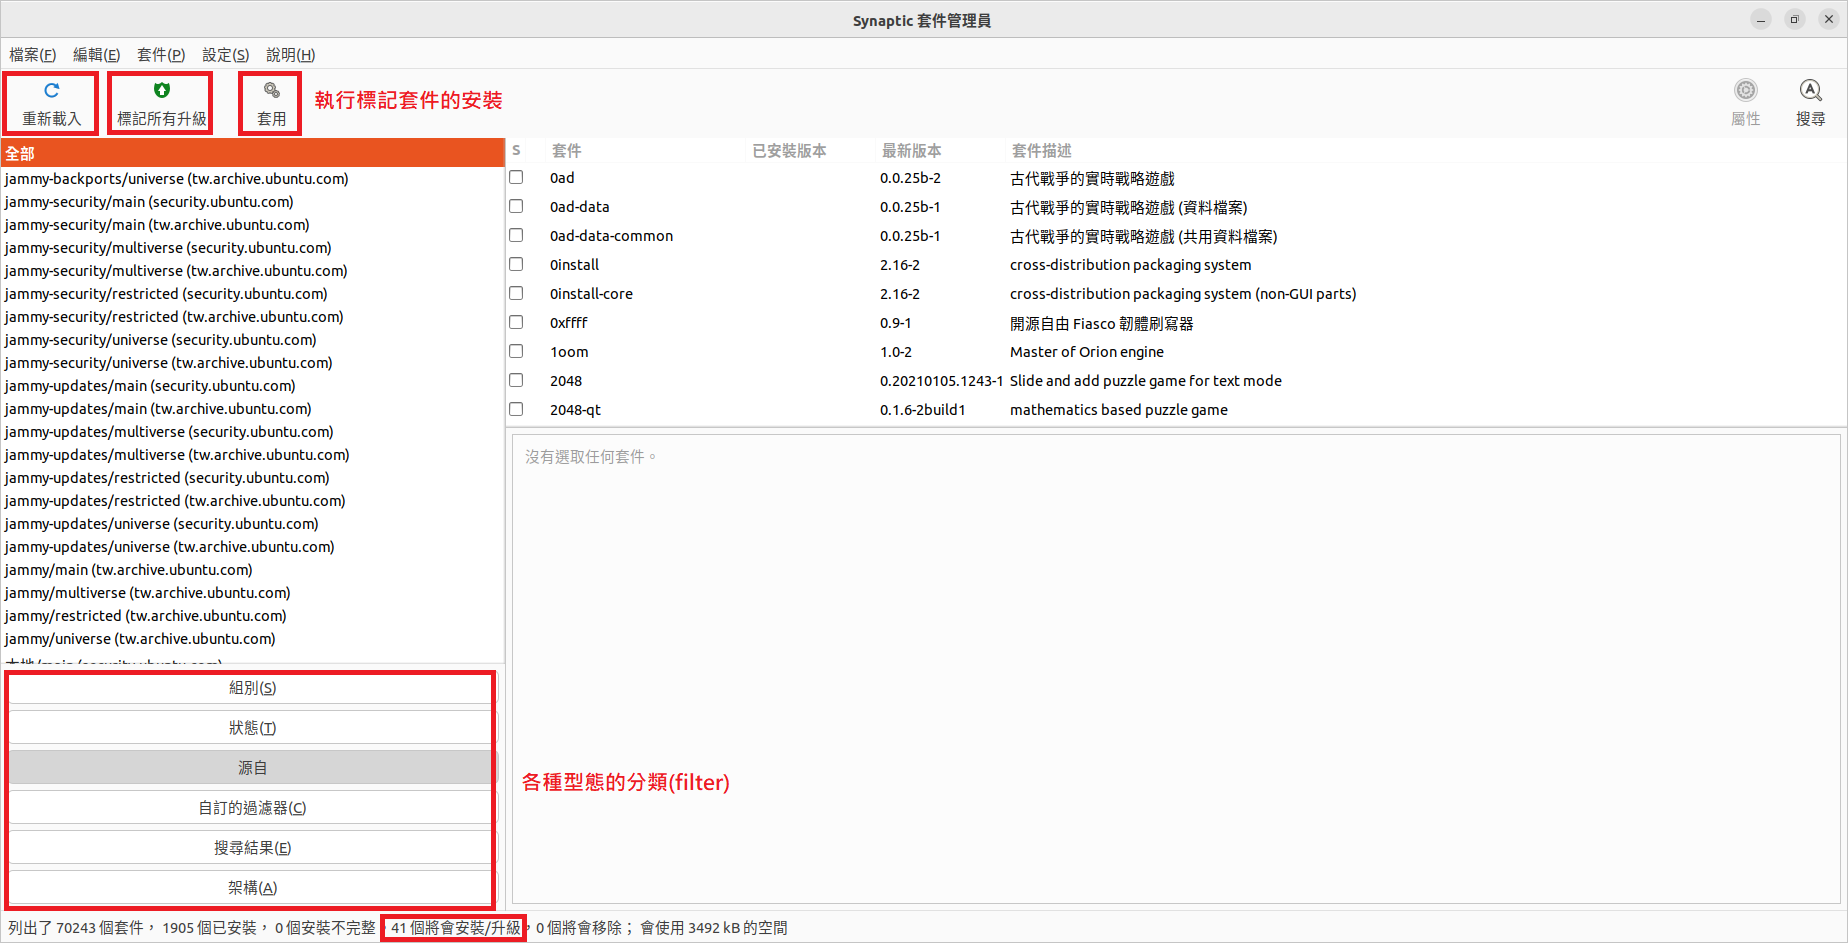 Synaptic 套件管理員
檔案(F) 編輯(E) 套件(P) 設定(S) 說明(H)
重新載入 標記所有升級 套用 執行標記套件的安裝 屬性 搜尋
全部
jammy-backports/universe (tw.archive.ubuntu.com)
jammy-security/main (security.ubuntu.com)
jammy-security/main (tw.archive.ubuntu.com)
jammy-security/multiverse (security.ubuntu.com)
jammy-security/multiverse (tw.archive.ubuntu.com)
jammy-security/restricted (security.ubuntu.com)
jammy-security/restricted (tw.archive.ubuntu.com)
jammy-security/universe (security.ubuntu.com)
jammy-security/universe (tw.archive.ubuntu.com)
jammy-updates/main (security.ubuntu.com)
jammy-updates/main (tw.archive.ubuntu.com)
jammy-updates/multiverse (security.ubuntu.com)
jammy-updates/multiverse (tw.archive.ubuntu.com)
jammy-updates/restricted (security.ubuntu.com)
jammy-updates/restricted (tw.archive.ubuntu.com)
jammy-updates/universe (security.ubuntu.com)
jammy-updates/universe (tw.archive.ubuntu.com)
jammy/main (tw.archive.ubuntu.com)
jammy/multiverse (tw.archive.ubuntu.com)
jammy/restricted (tw.archive.ubuntu.com)
jammy/universe (tw.archive.ubuntu.com)
本地/main (security.ubuntu.com)
組別(S)
狀態(T)
源自
自訂的過濾器(C)
搜尋結果(E)
架構(A)
S 套件 已安裝版本 最新版本 套件描述
0ad 0.0.25b-2 古代戰爭的實時戰略遊戲
0ad-data 0.0.25b-1 古代戰爭的實時戰略遊戲 (資料檔案)
0ad-data-common 0.0.25b-1 古代戰爭的實時戰略遊戲 (共用資料檔案)
0install 2.16-2 cross-distribution packaging system
0install-core 2.16-2 cross-distribution packaging system (non-GUI parts)
0xffff 0.9-1 開源自由 Fiasco 韌體刷寫器
1oom 1.0-2 Master of Orion engine
2048 0.20210105.1243-1 Slide and add puzzle game for text mode
2048-qt 0.1.6-2build1 mathematics based puzzle game
沒有選取任何套件。
各種型態的分類(filter)
列出了 70243 個套件， 1905 個已安裝， 0 個安裝不完整， 41 個將會安裝/升級， 0 個將會移除； 會使用 3492 kB 的空間